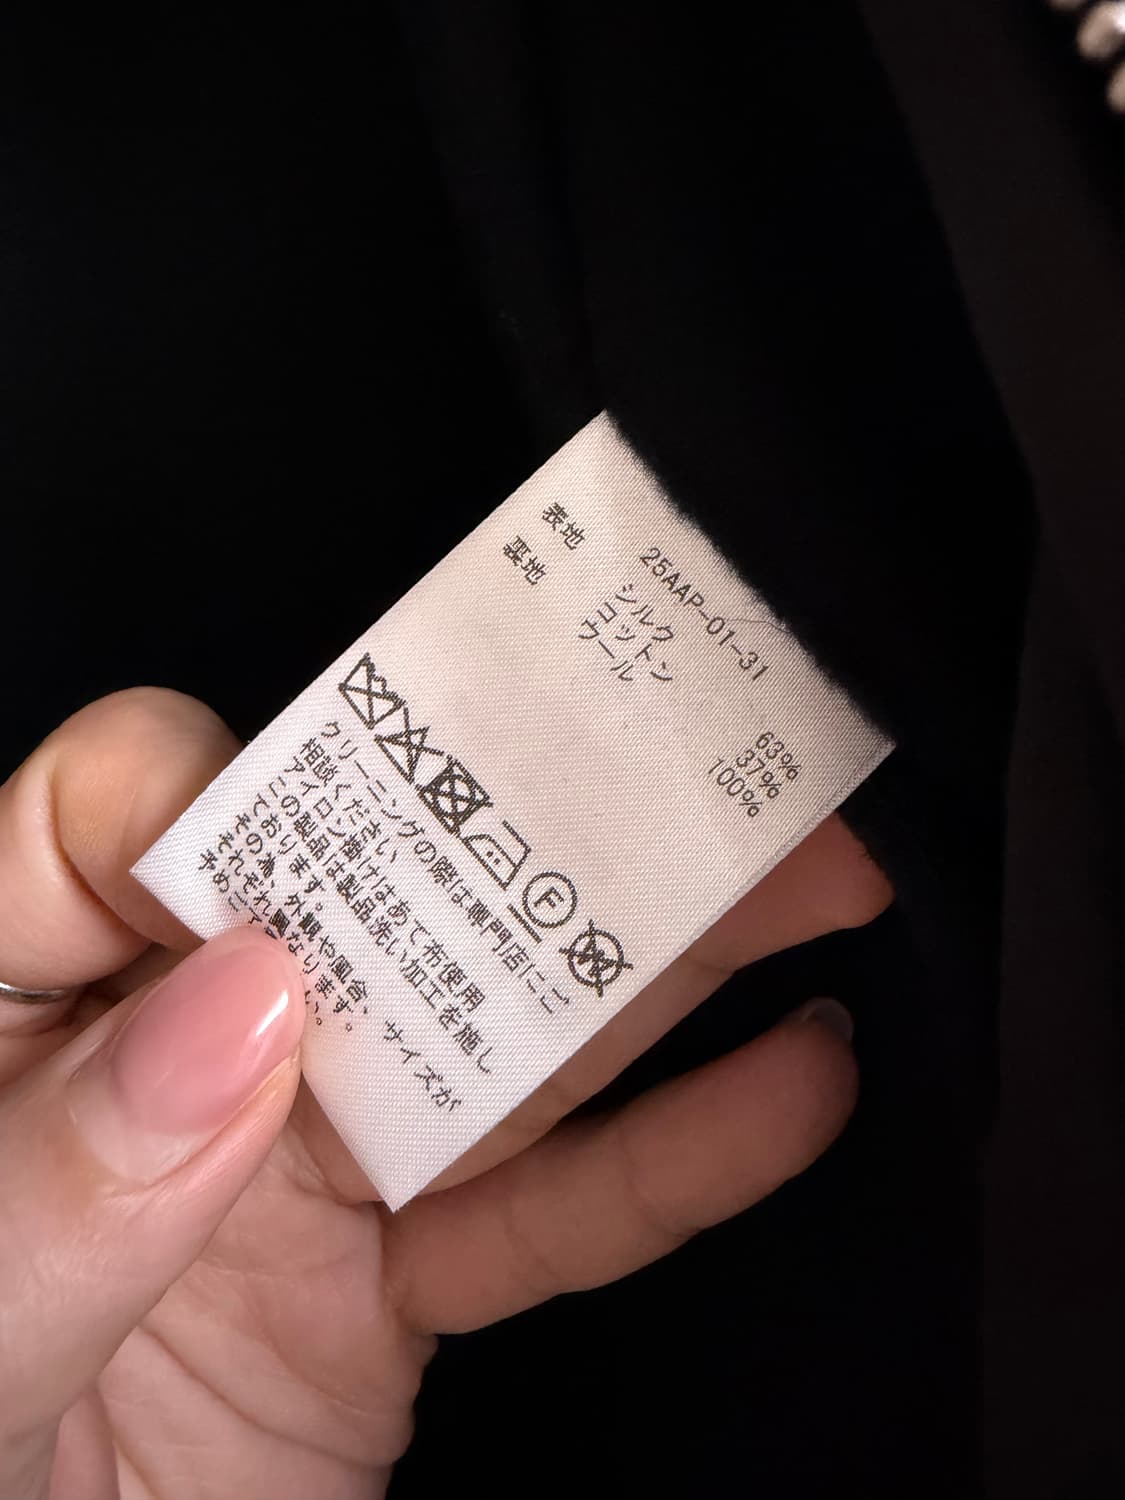 25AAP-01-31
表地 シルク 63%
コットン 37%
裏地 ウール 100%
F
クリーニングの際は専門店にご
相談ください
アイロン掛けはあて布使用
この製品は製品洗い加工を施し
ております。
その為、外観や風合、サイズが
それぞれ異なります。
予めご